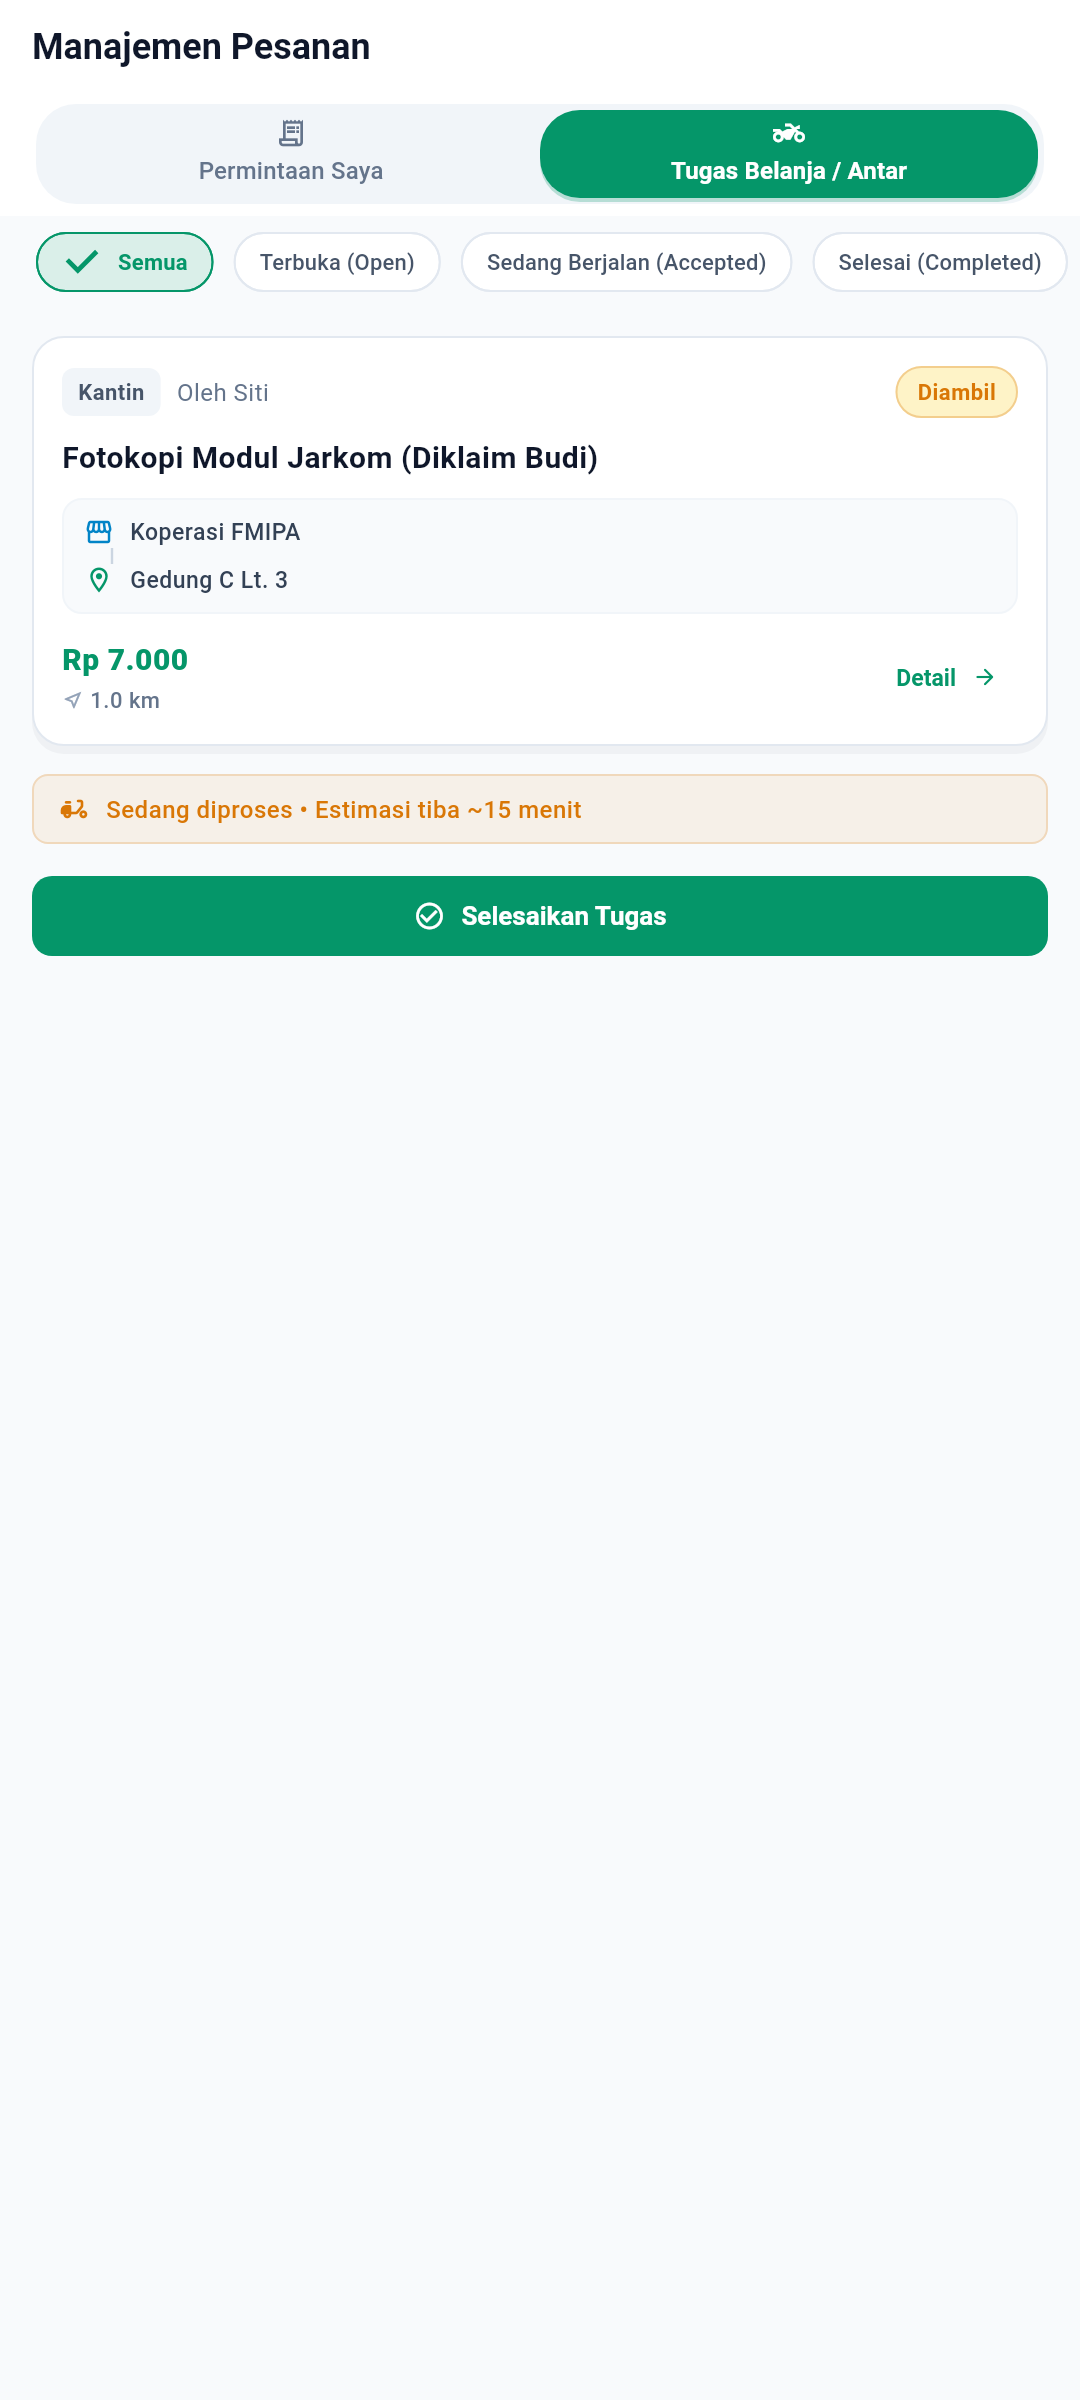 Manajemen Pesanan
Permintaan Saya
Tugas Belanja / Antar
Semua
Terbuka (Open)
Sedang Berjalan (Accepted)
Selesai (Completed)
Kantin
Oleh Siti
Diambil
Fotokopi Modul Jarkom (Diklaim Budi)
Koperasi FMIPA
Gedung C Lt. 3
Rp 7.000
1.0 km
Detail
Sedang diproses • Estimasi tiba ~15 menit
Selesaikan Tugas